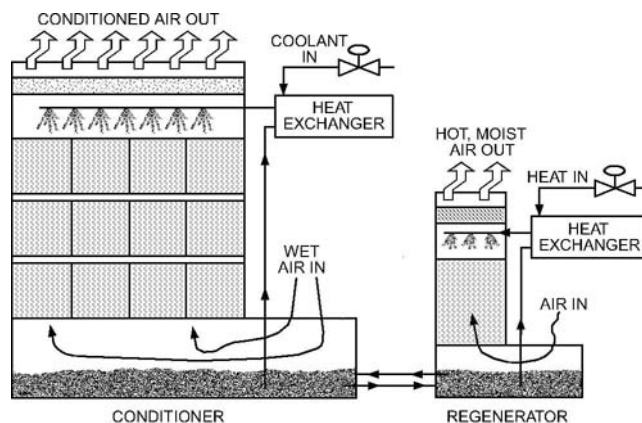 CONDITIONED AIR OUT
COOLANT
IN
HEAT
EXCHANGER
HOT, MOIST
AIR OUT
HEAT IN
HEAT
EXCHANGER
WET
AIR IN
AIR IN
CONDITIONER
REGENERATOR